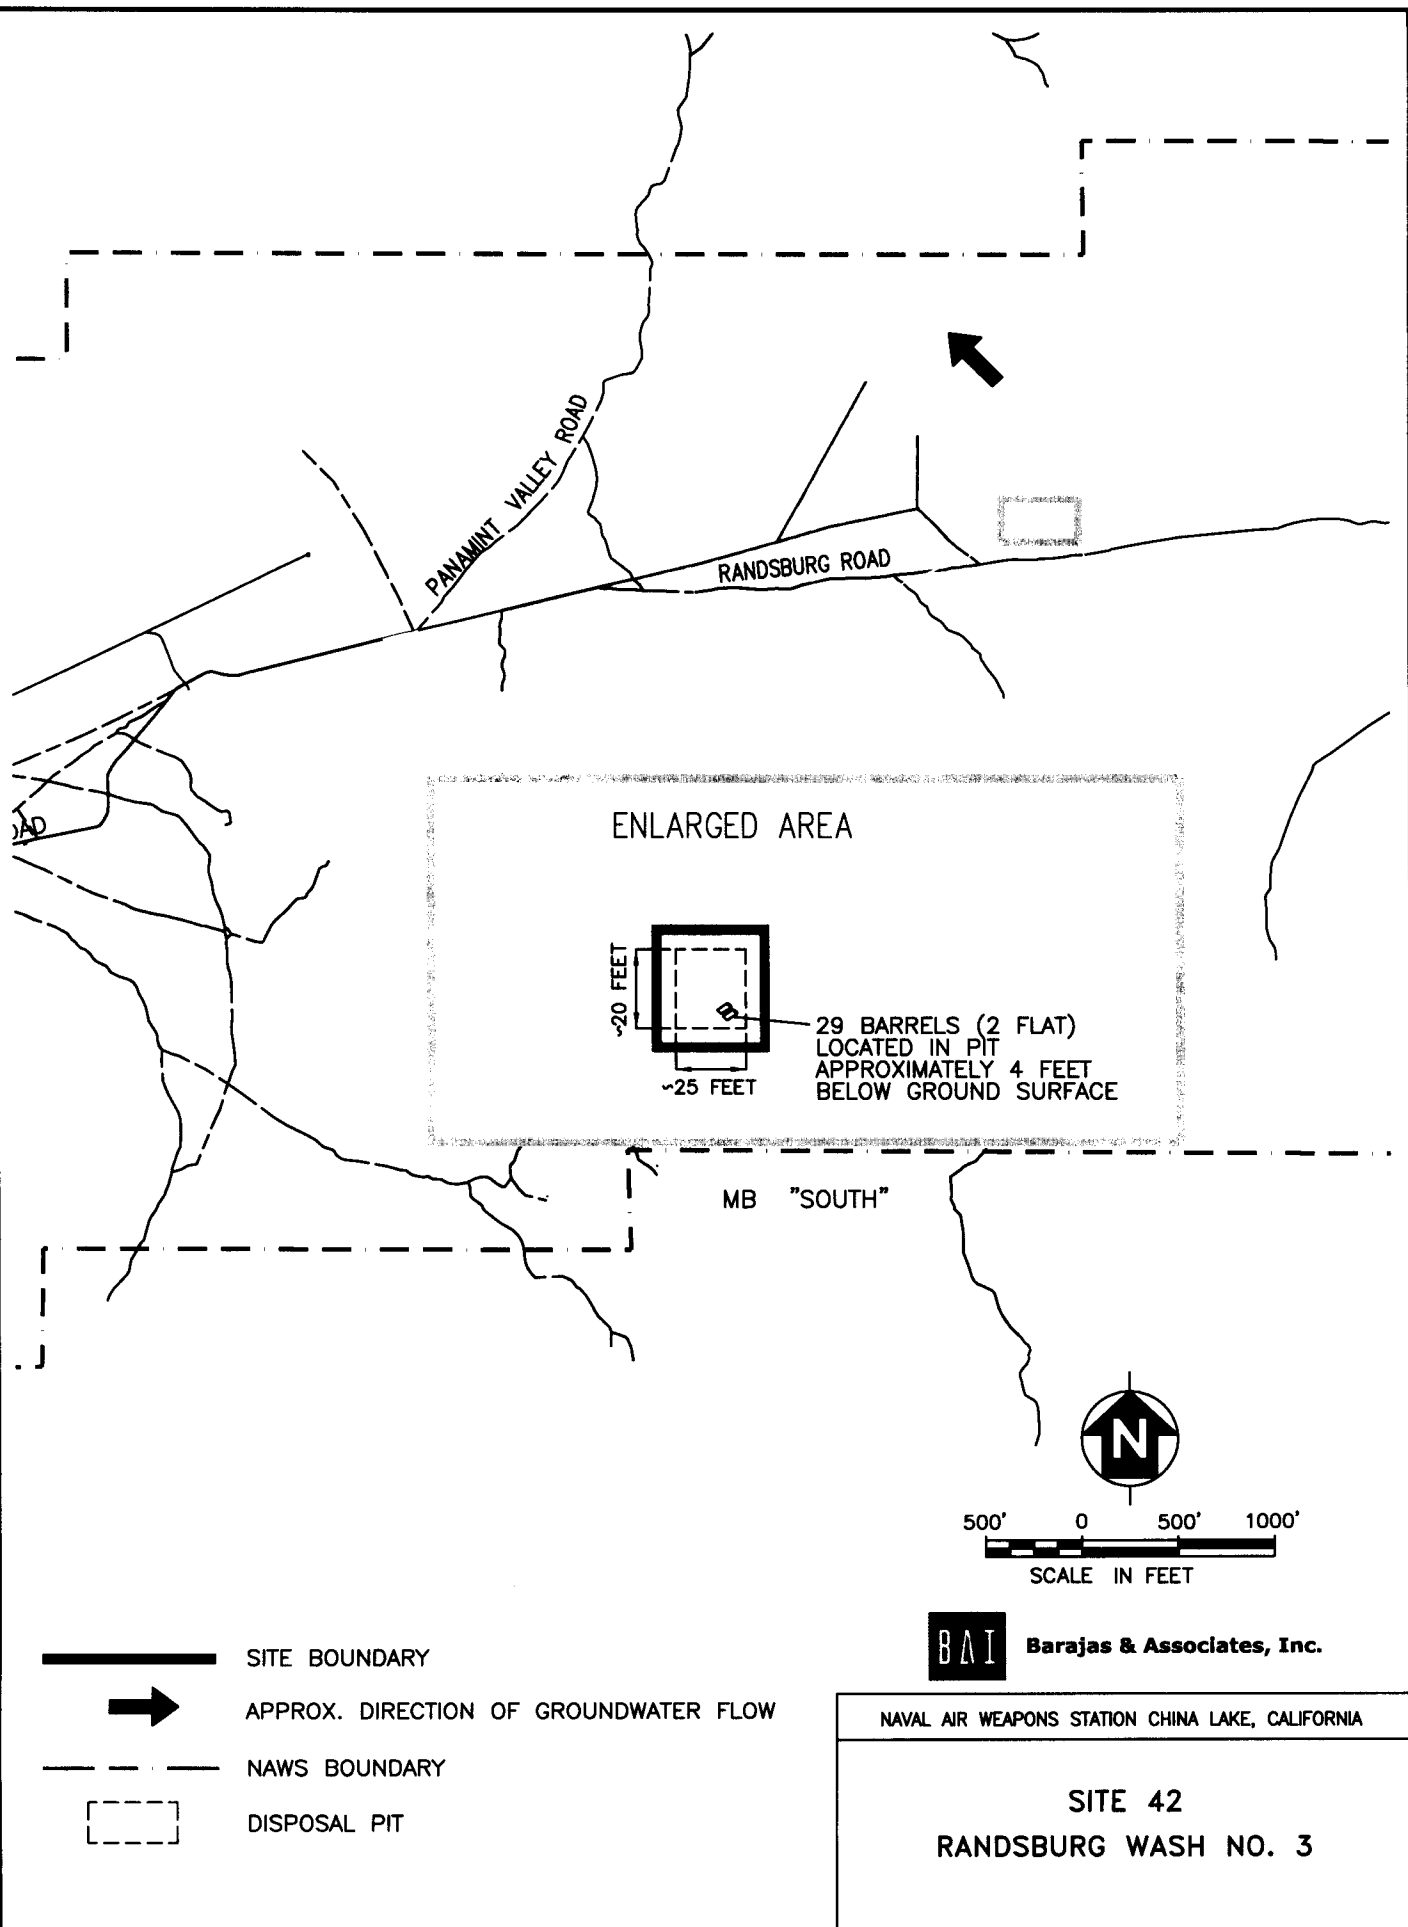 PANAMINT VALLEY ROAD
RANDSBURG ROAD
OAD
ENLARGED AREA
~20 FEET
29 BARRELS (2 FLAT)
LOCATED IN PIT
APPROXIMATELY 4 FEET
BELOW GROUND SURFACE
~25 FEET
MB "SOUTH"
N
500' 0 500' 1000'
SCALE IN FEET
BAI Barajas & Associates, Inc.
SITE BOUNDARY
APPROX. DIRECTION OF GROUNDWATER FLOW
NAWS BOUNDARY
DISPOSAL PIT
NAVAL AIR WEAPONS STATION CHINA LAKE, CALIFORNIA
SITE 42
RANDSBURG WASH NO. 3